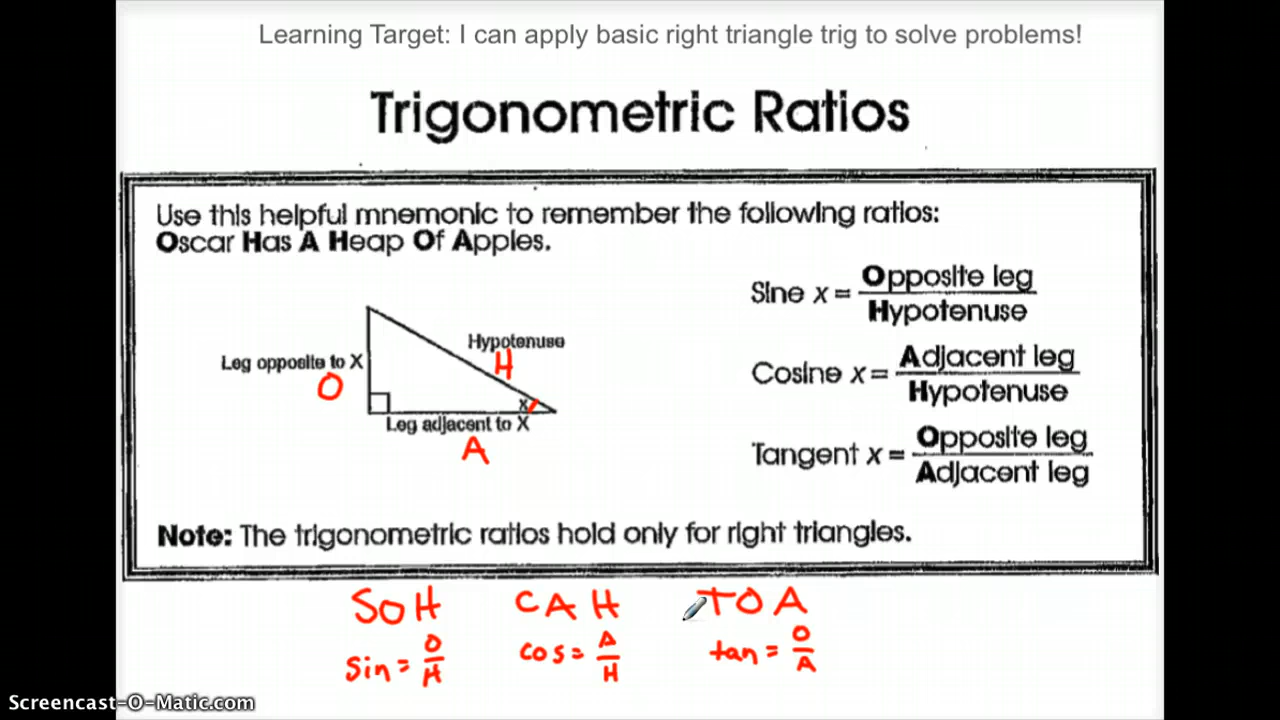 Learning Target: I can apply basic right triangle trig to solve problems!
Trigonometric Ratios
Use this helpful mnemonic to remember the following ratios:
Oscar Has A Heap Of Apples.
Sine x = Opposite leg
Hypotenuse
Hypotenuse
H
Leg opposite to X
O
x
Leg adjacent to X
A
Cosine x = Adjacent leg
Hypotenuse
Tangent x = Opposite leg
Adjacent leg
Note: The trigonometric ratios hold only for right triangles.
SOH CAH TOA
sin = O/H cos = A/H tan = O/A
Screencast-O-Matic.com